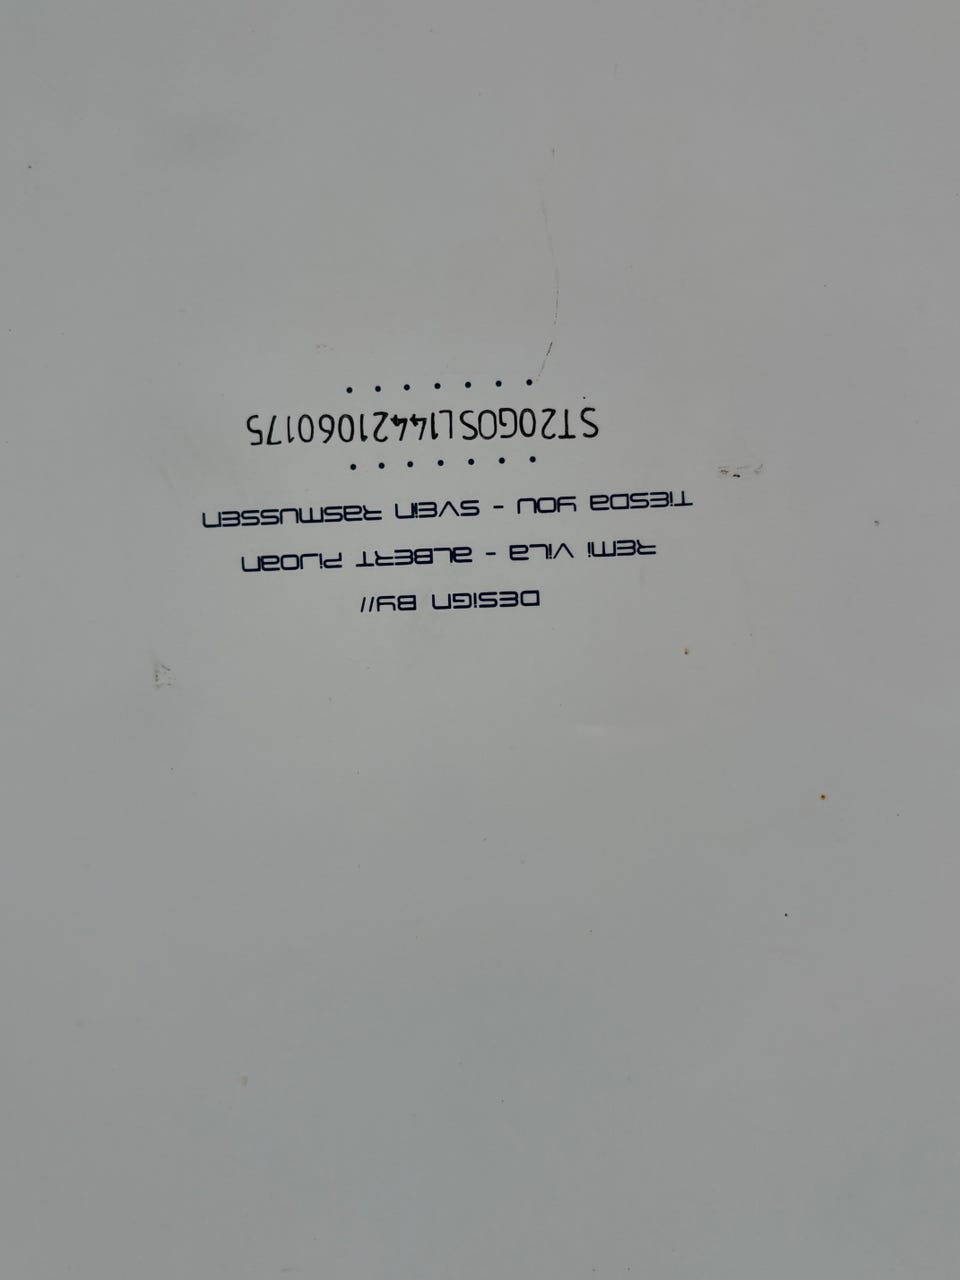 DESIGN BY//
REMI VILA - ALBERT PIJOAN
TIESDA YOU - SVEIN RASMUSSEN
ST20GOSL14421060175